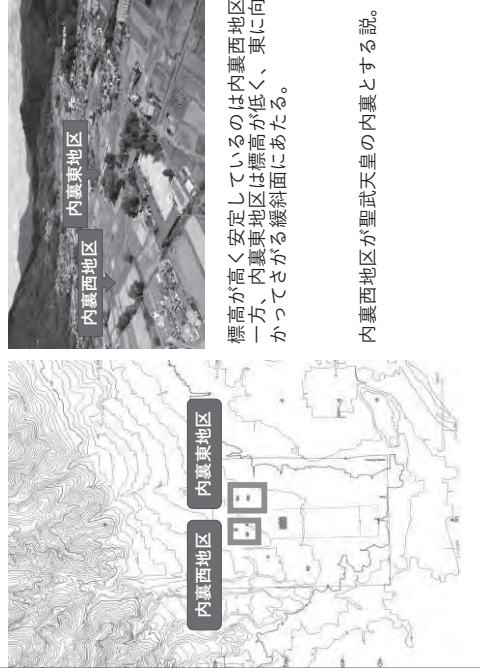 内裏西地区
内裏東地区
内裏西地区
内裏東地区
標高が高く安定しているのは内裏西地区
一方、内裏東地区は標高が低く、東に向
かってさがる緩斜面にあたる。
内裏西地区が聖武天皇の内裏とする説。